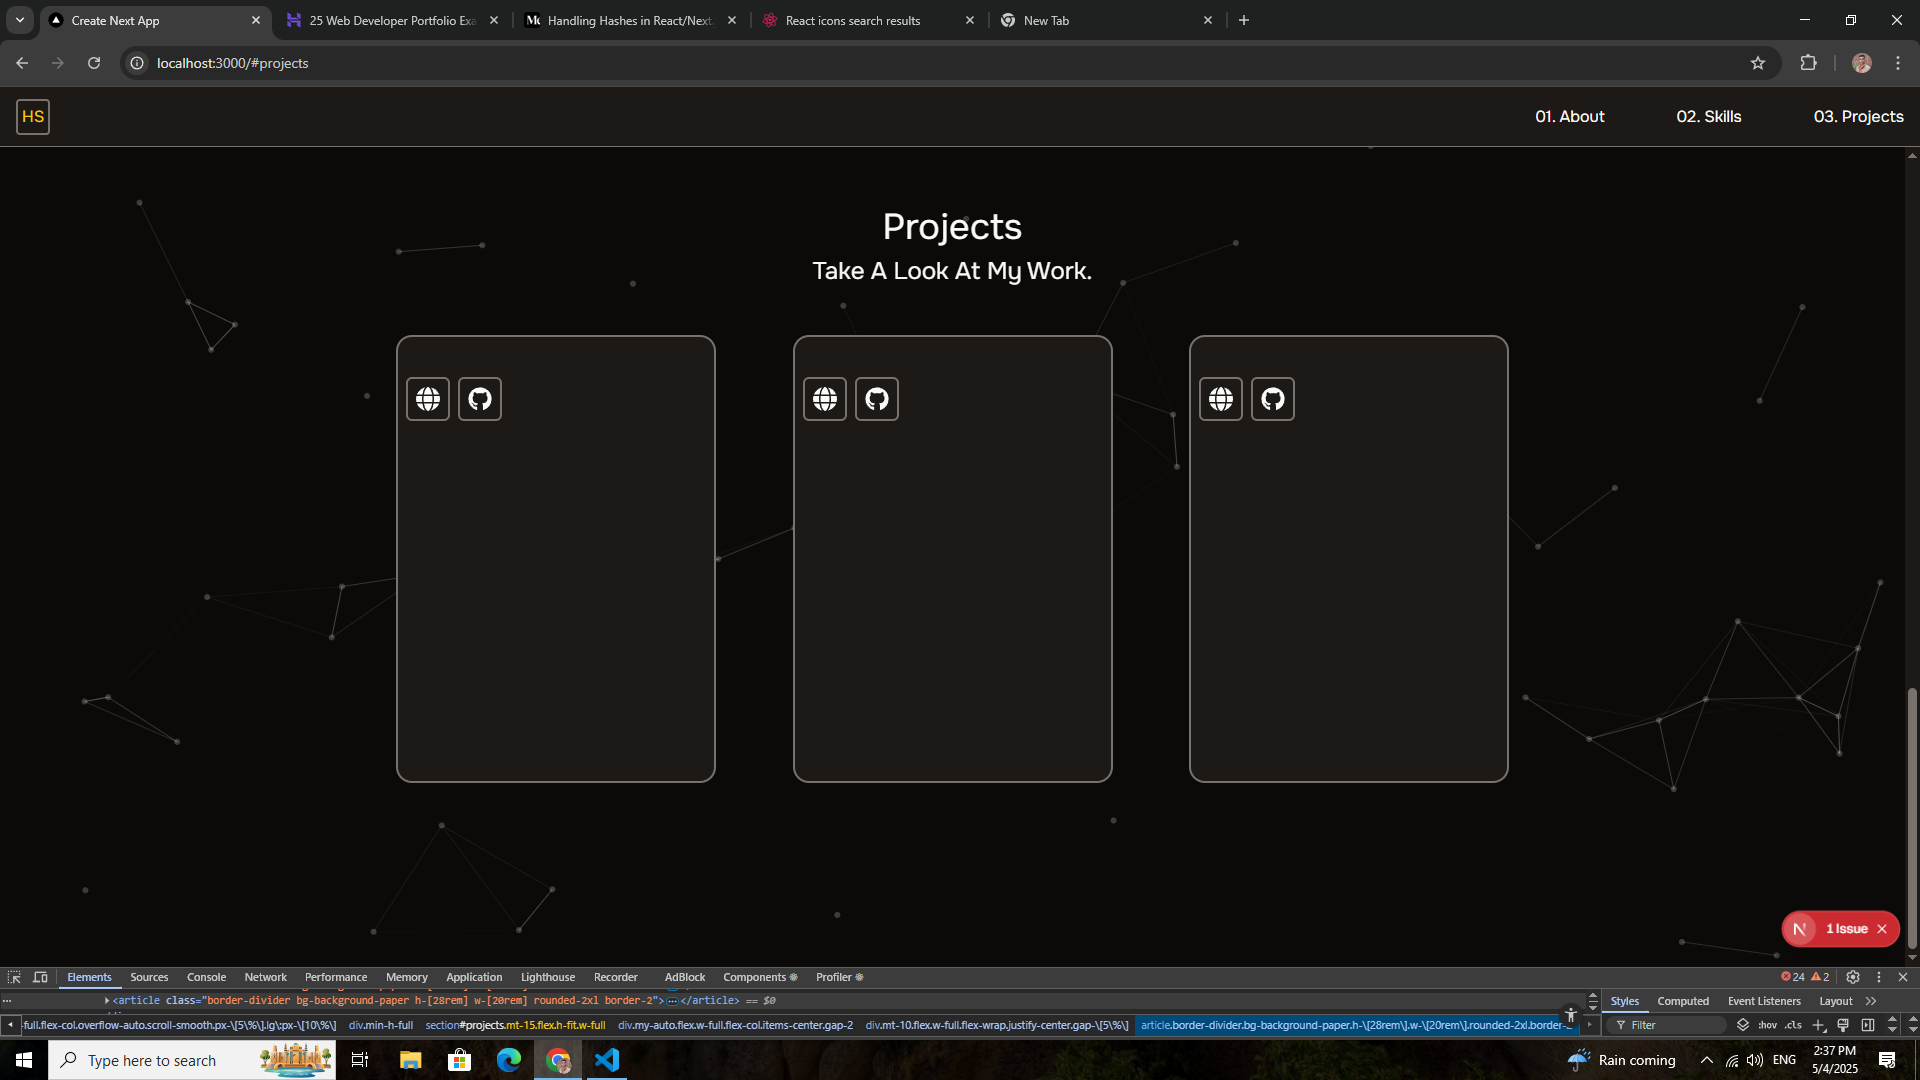 Create Next App
25 Web Developer Portfolio Exa
Handling Hashes in React/Next.
React icons search results
New Tab
localhost:3000/#projects
HS
01. About
02. Skills
03. Projects
Projects
Take A Look At My Work.
N
1 Issue
Elements
Sources
Console
Network
Performance
Memory
Application
Lighthouse
Recorder
AdBlock
Components
Profiler
24
2
<article class="border-divider bg-background-paper h-[28rem] w-[20rem] rounded-2xl border-2">…</article> == $0
Styles
Computed
Event Listeners
Layout
-full.flex-col.overflow-auto.scroll-smooth.px-\[5\%\].lg\:px-\[10\%\]
div.min-h-full
section#projects.mt-15.flex.h-fit.w-full
div.my-auto.flex.w-full.flex-col.items-center.gap-2
div.mt-10.flex.w-full.flex-wrap.justify-center.gap-\[5\%\]
article.border-divider.bg-background-paper.h-\[28rem\].w-\[20rem\].rounded-2xl.border-2
Filter
:hov
.cls
Type here to search
Rain coming
ENG
2:37 PM
5/4/2025